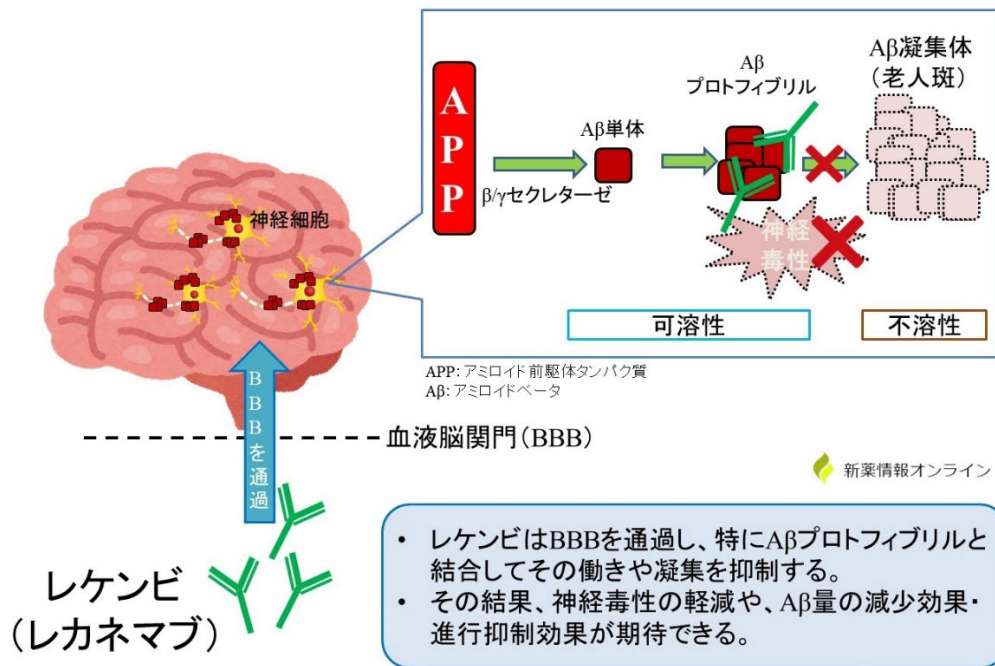 APP
β/γセクレターゼ
Aβ単体
Aβ
プロトフィブリル
Aβ凝集体
（老人斑）
神経
毒性
可溶性
不溶性
APP：アミロイド前駆体タンパク質
Aβ：アミロイドベータ
神経細胞
BBBを通過
血液脳関門（BBB）
新薬情報オンライン
レケンビ
（レカネマブ）
• レケンビはBBBを通過し、特にAβプロトフィブリルと
結合してその働きや凝集を抑制する。
• その結果、神経毒性の軽減や、Aβ量の減少効果・
進行抑制効果が期待できる。